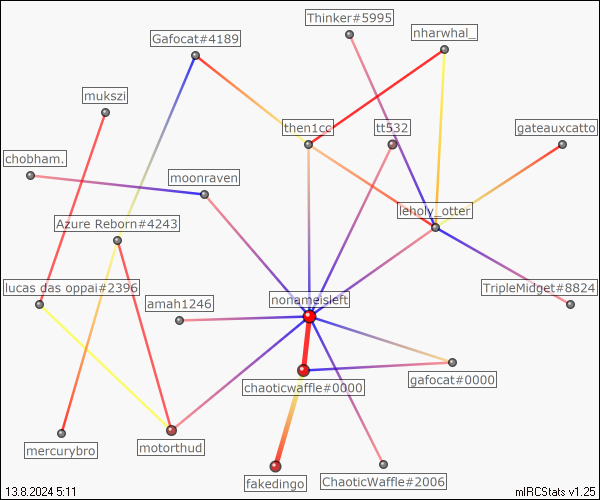 Thinker#5995
nharwhal_
Gafocat#4189
mukszi
then1cc
tt532
gateauxcatto
chobham.
moonraven
leholy_otter
Azure Reborn#4243
lucas das oppai#2396
amah1246
nonameisleft
TripleMidget#8824
chaoticwaffle#0000
gafocat#0000
mercurybro
motorthud
fakedingo
ChaoticWaffle#2006
13.8.2024 5:11
mIRCStats v1.25